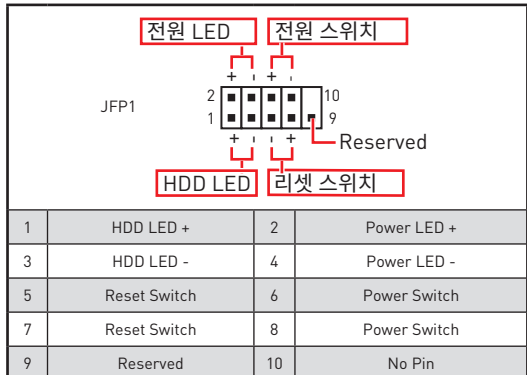 전원 LED 전원 스위치
+ - + -
JFP1
2 10
1 9
+ - - +
Reserved
HDD LED 리셋 스위치
1 HDD LED + 2 Power LED +
3 HDD LED - 4 Power LED -
5 Reset Switch 6 Power Switch
7 Reset Switch 8 Power Switch
9 Reserved 10 No Pin